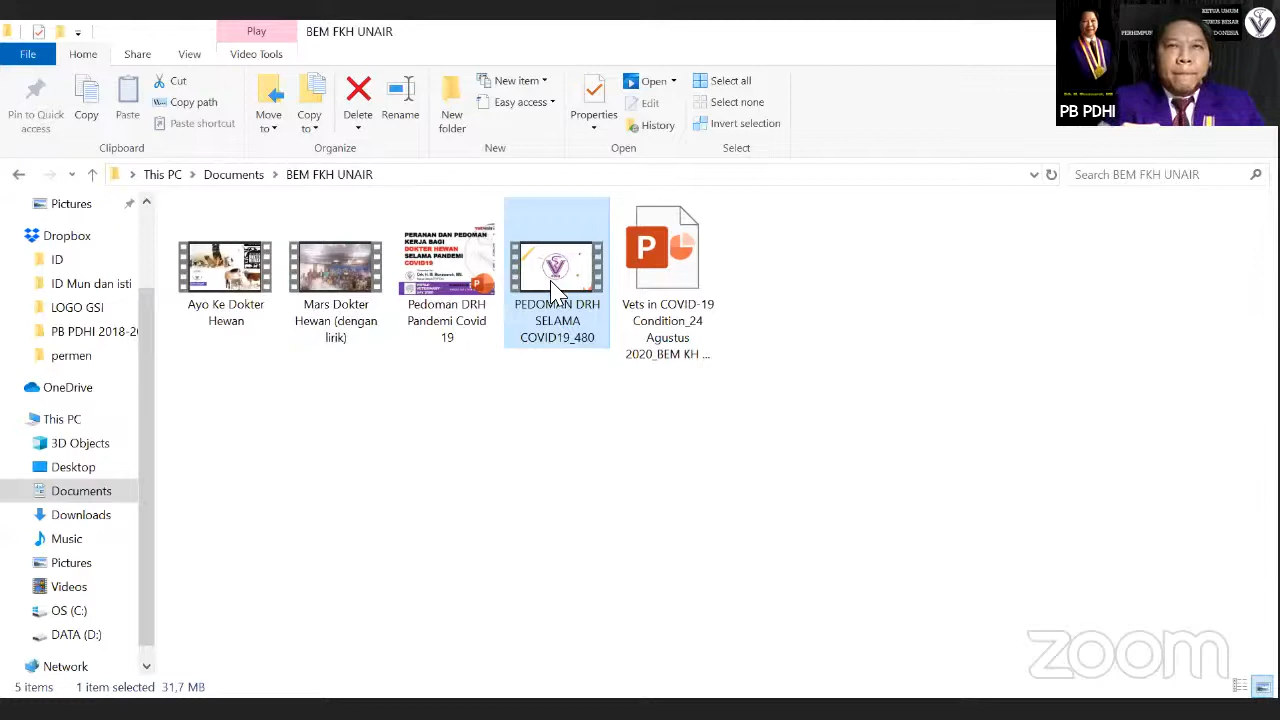 Play
BEM FKH UNAIR
File
Home
Share
View
Video Tools
Pin to Quick access
Copy
Paste
Cut
Copy path
Paste shortcut
Clipboard
Move to
Copy to
Delete
Rename
Organize
New folder
New item
Easy access
New
Properties
Open
Edit
History
Open
Select all
Select none
Invert selection
Select
This PC
Documents
BEM FKH UNAIR
Search BEM FKH UNAIR
Pictures
Dropbox
ID
ID Mun dan isti
LOGO GSI
PB PDHI 2018-20
permen
OneDrive
This PC
3D Objects
Desktop
Documents
Downloads
Music
Pictures
Videos
OS (C:)
DATA (D:)
Network
Ayo Ke Dokter
Hewan
Mars Dokter
Hewan (dengan
lirik)
PERANAN DAN PEDOMAN
KERJA BAGI
DOKTER HEWAN
SELAMA PANDEMI
COVID19
Pedoman DRH
Pandemi Covid
19
PEDOMAN DRH
SELAMA
COVID19_480
P
Vets in COVID-19
Condition_24
Agustus
2020_BEM KH ...
5 items
1 item selected
31,7 MB
KETUA UMUM
PB PDHI
zoom